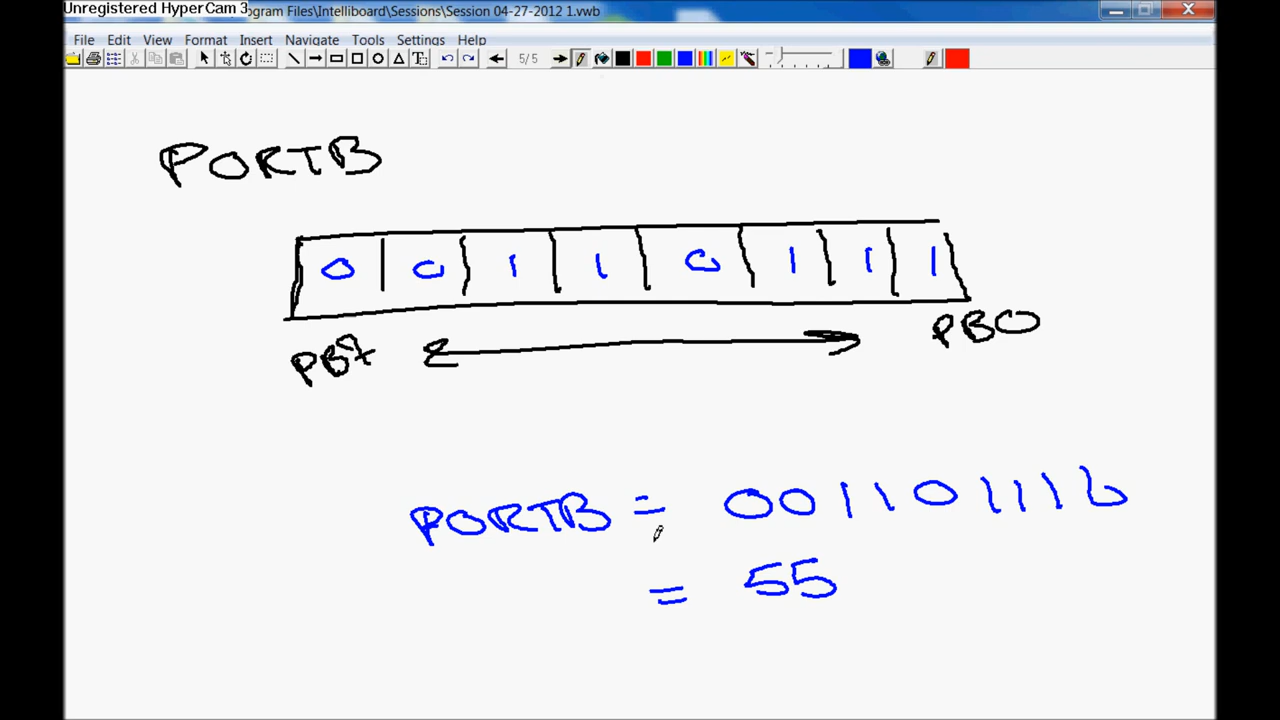 Unregistered HyperCam 3
ogram Files\Intelliboard\Sessions\Session 04-27-2012 1.vwb
File Edit View Format Insert Navigate Tools Settings Help
5/5
PORTB
0 0 1 1 0 1 1 1
PB7 PB0
PORTB = 00110111b
= 55